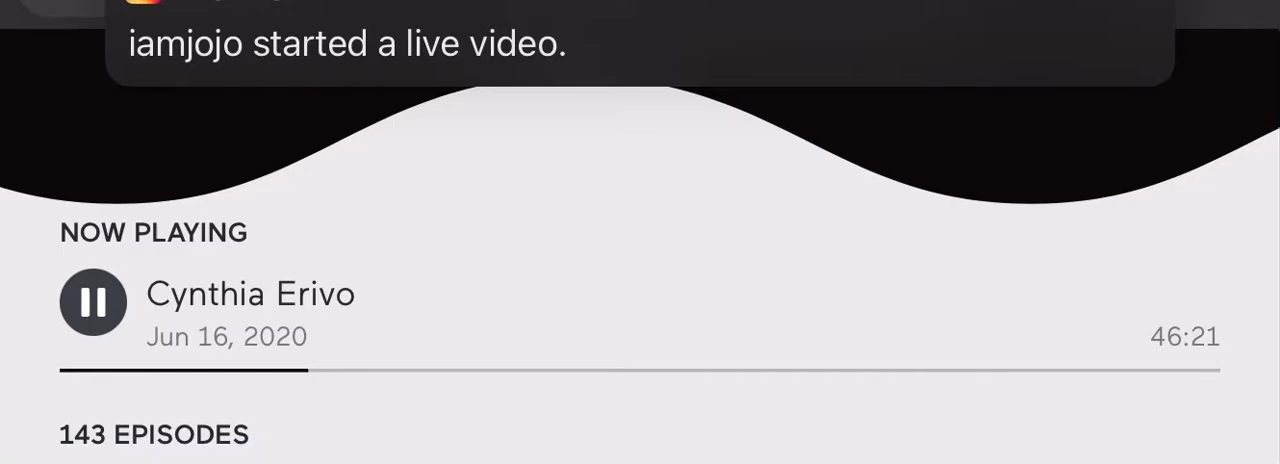 iamjojo started a live video.
NOW PLAYING
Cynthia Erivo
Jun 16, 2020
46:21
143 EPISODES